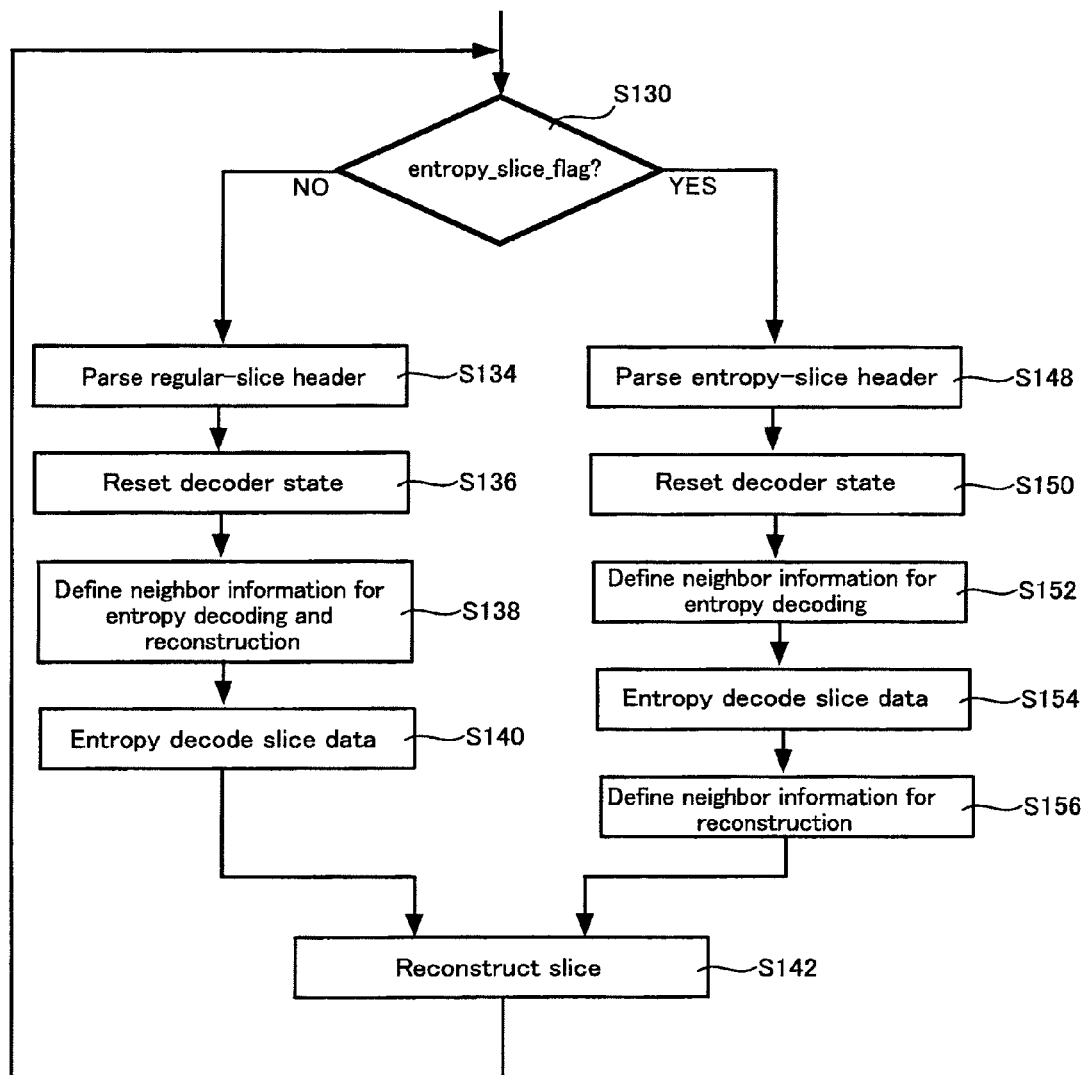 S130
entropy_slice_flag?
NO
YES
Parse regular-slice header
S134
Parse entropy-slice header
S148
Reset decoder state
S136
Reset decoder state
S150
Define neighbor information for
entropy decoding and
reconstruction
S138
Define neighbor information for
entropy decoding
S152
Entropy decode slice data
S140
Entropy decode slice data
S154
Define neighbor information for
reconstruction
S156
Reconstruct slice
S142